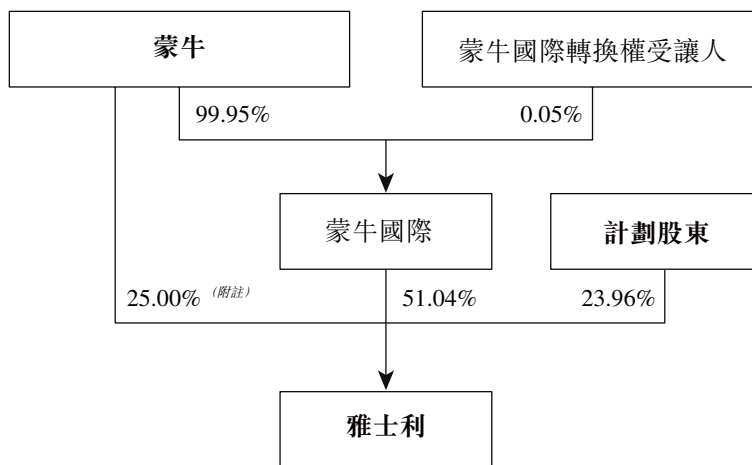 蒙牛
蒙牛國際轉換權受讓人
99.95%
0.05%
蒙牛國際
計劃股東
25.00% (附註)
51.04%
23.96%
雅士利